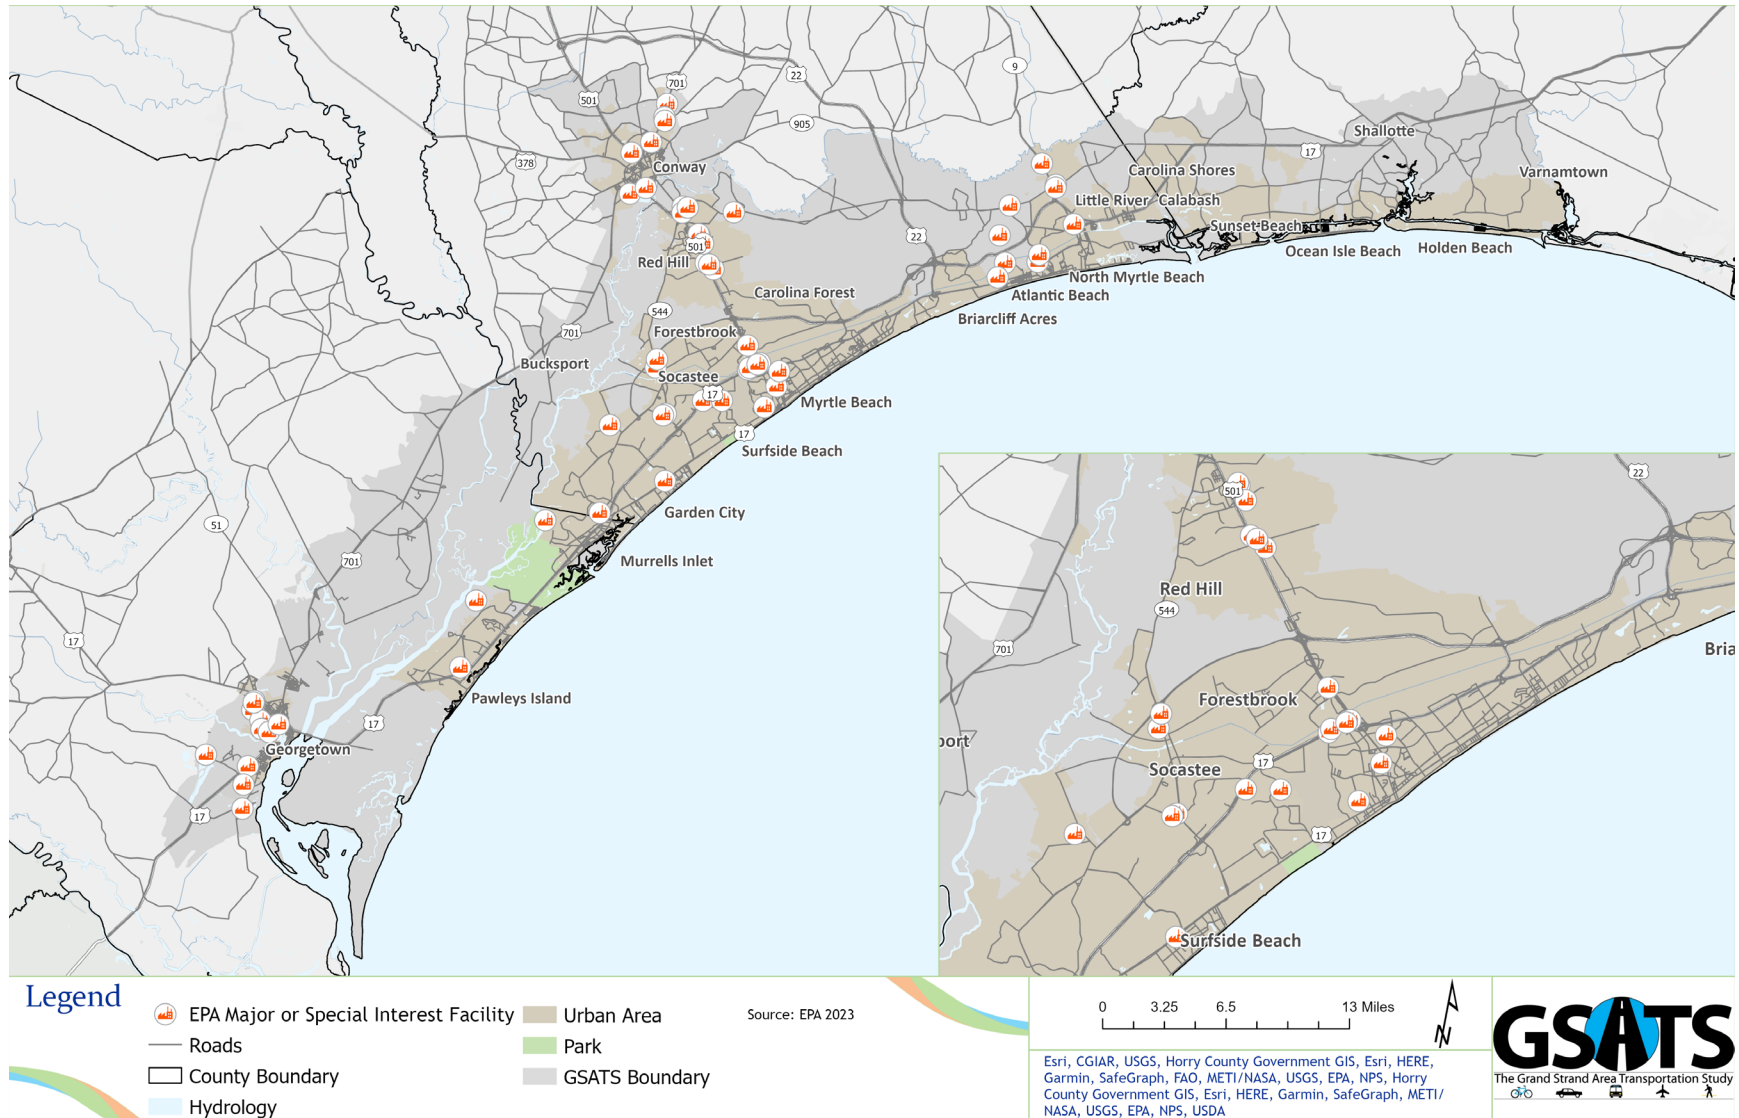 701
22
9
501
905
Shallotte
17
378
Conway
Carolina Shores
Varnamtown
Little River
Calabash
22
Sunset Beach
501
Ocean Isle Beach
Holden Beach
Red Hill
North Myrtle Beach
Carolina Forest
Atlantic Beach
544
Briarcliff Acres
701
Forestbrook
Bucksport
Socastee
17
Myrtle Beach
17
Surfside Beach
Garden City
51
701
Murrells Inlet
17
Pawleys Island
17
Georgetown
17
22
501
Red Hill
544
701
Bria
Forestbrook
port
17
Socastee
17
Surfside Beach
Legend
EPA Major or Special Interest Facility
Roads
County Boundary
Hydrology
Urban Area
Park
GSATS Boundary
Source: EPA 2023
0 3.25 6.5 13 Miles
N
Esri, CGIAR, USGS, Horry County Government GIS, Esri, HERE,
Garmin, SafeGraph, FAO, METI/NASA, USGS, EPA, NPS, Horry
County Government GIS, Esri, HERE, Garmin, SafeGraph, METI/
NASA, USGS, EPA, NPS, USDA
GSATS
The Grand Strand Area Transportation Study